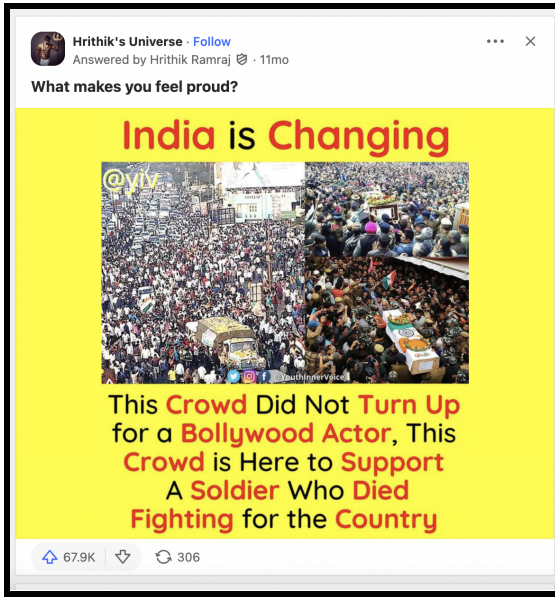 Hrithik's Universe · Follow
Answered by Hrithik Ramraj · 11mo
What makes you feel proud?
India is Changing
@yiv
@YouthInnerVoice
This Crowd Did Not Turn Up
for a Bollywood Actor, This
Crowd is Here to Support
A Soldier Who Died
Fighting for the Country
67.9K 306